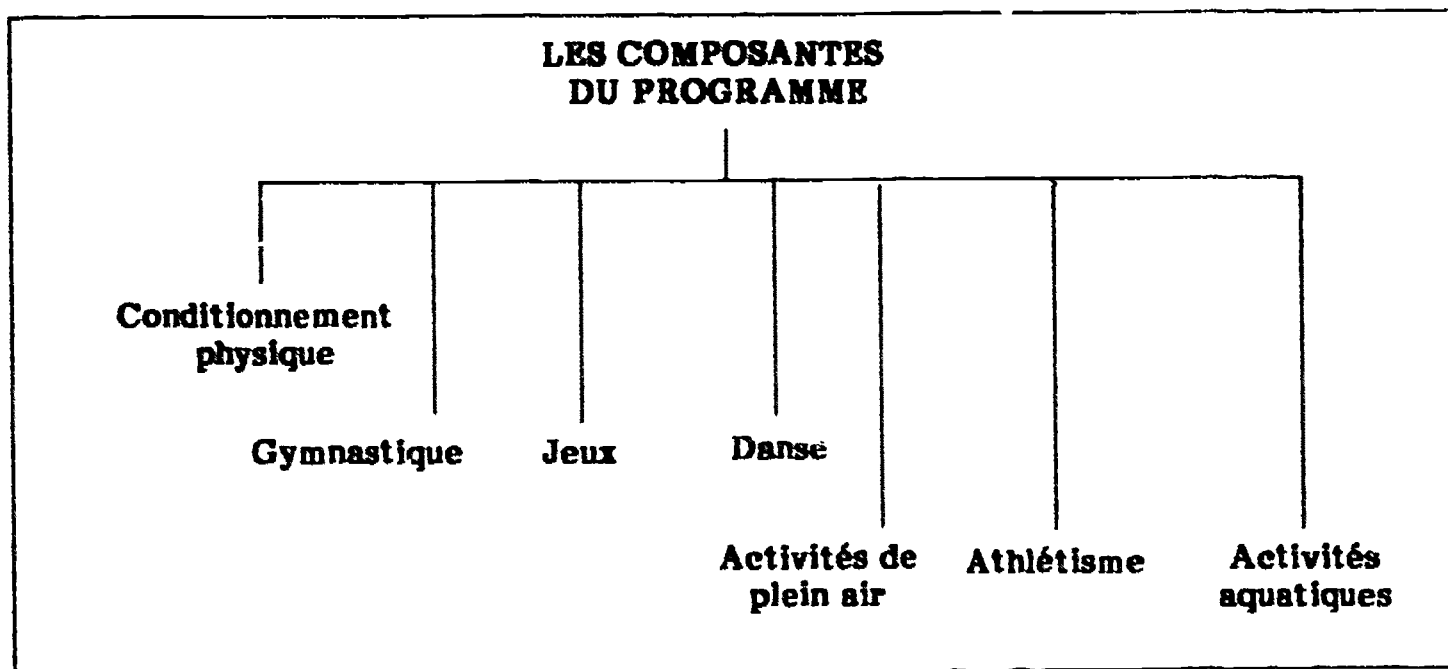 LES COMPOSANTES
DU PROGRAMME
Conditionnement
physique
Gymnastique
Jeux
Danse
Activités de
plein air
Athlétisme
Activités
aquatiques